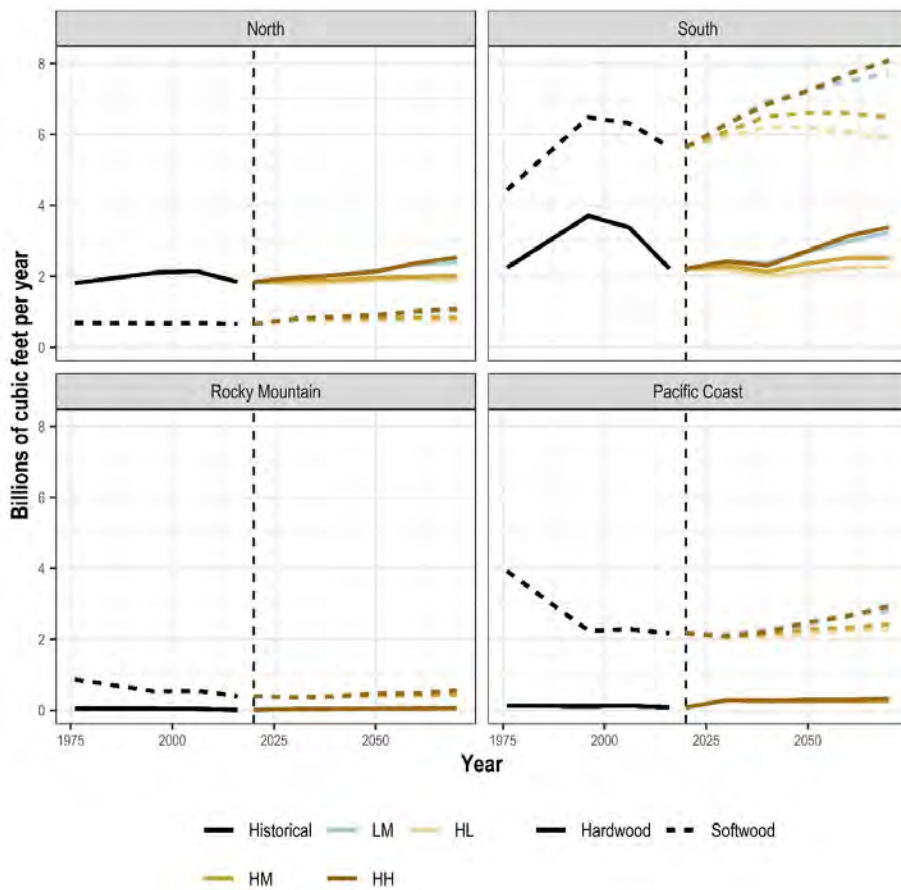 North South
8
6
4
2
0
Rocky Mountain Pacific Coast
8
6
4
2
0
1975 2000 2025 2050 1975 2000 2025 2050
Billions of cubic feet per year
Year
Historical LM HL Hardwood Softwood
HM HH